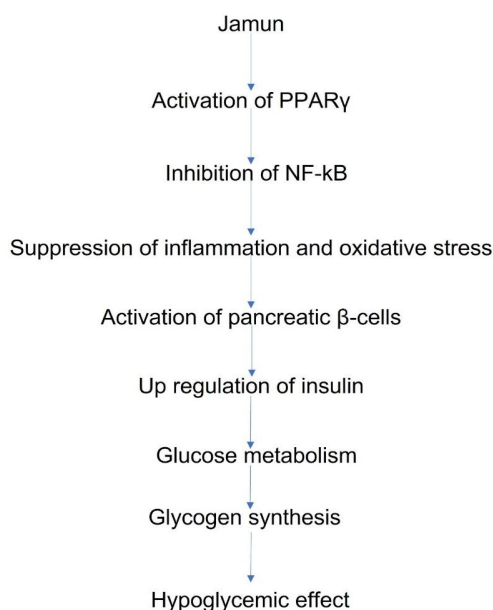 Jamun
Activation of PPARγ
Inhibition of NF-kB
Suppression of inflammation and oxidative stress
Activation of pancreatic β-cells
Up regulation of insulin
Glucose metabolism
Glycogen synthesis
Hypoglycemic effect